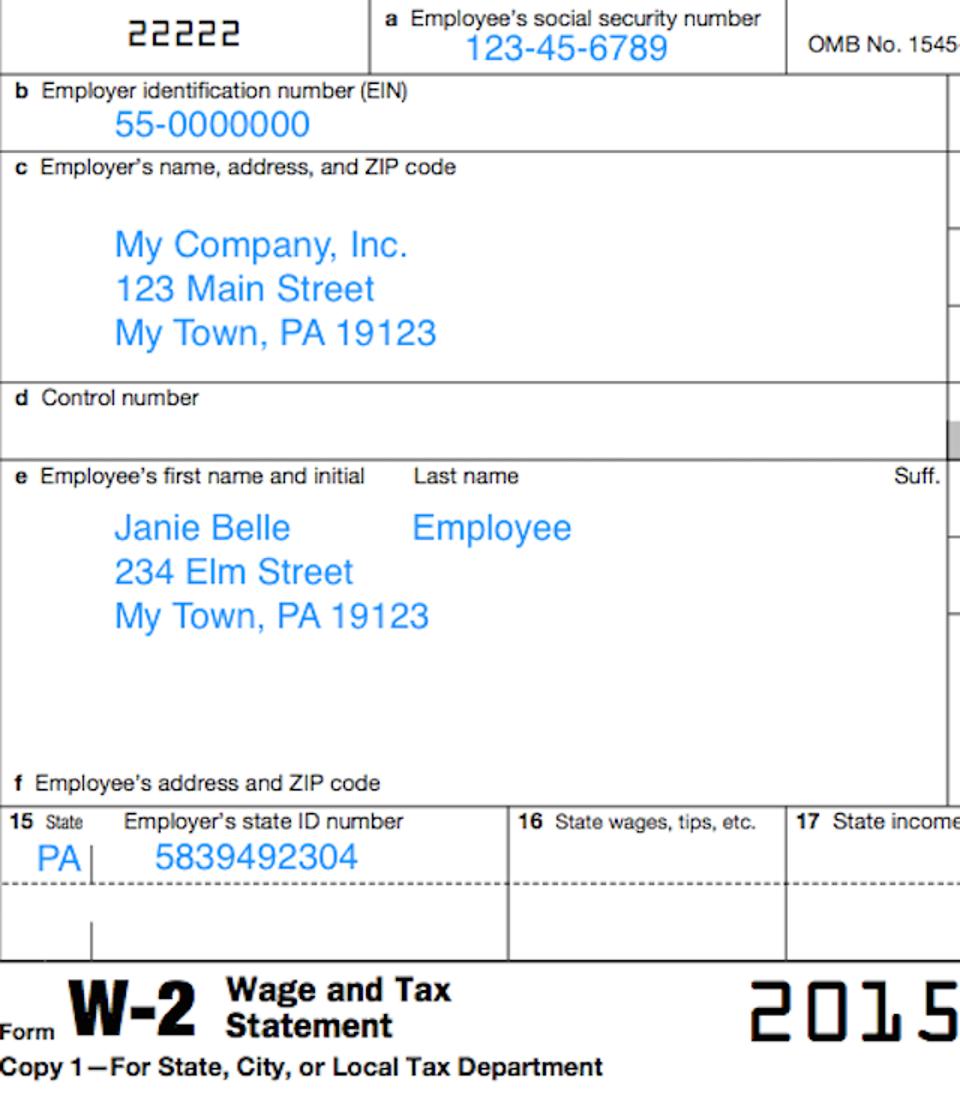 22222
a Employee's social security number
123-45-6789
OMB No. 1545-
b Employer identification number (EIN)
55-0000000
c Employer's name, address, and ZIP code
My Company, Inc.
123 Main Street
My Town, PA 19123
d Control number
e Employee's first name and initial Last name Suff.
Janie Belle Employee
234 Elm Street
My Town, PA 19123
f Employee's address and ZIP code
15 State Employer's state ID number 16 State wages, tips, etc. 17 State income
PA 5839492304
Form W-2 Wage and Tax
Statement
2015
Copy 1—For State, City, or Local Tax Department